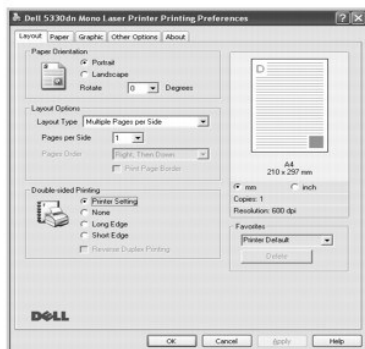 Dell 5330dn Mono Laser Printer Printing Preferences
Layout Paper Graphic Other Options About
Paper Orientation
Portrait
Landscape
Rotate 0 Degrees
Layout Options
Layout Type Multiple Pages per Side
Pages per Side 1
Pages Order Right, Then Down
Print Page Border
Double-sided Printing
Printer Setting
None
Long Edge
Short Edge
Reverse Duplex Printing
D
A4
210 x 297 mm
mm inch
Copies: 1
Resolution: 600 dpi
Favorites
Printer Default
Delete
DELL
OK Cancel Apply Help